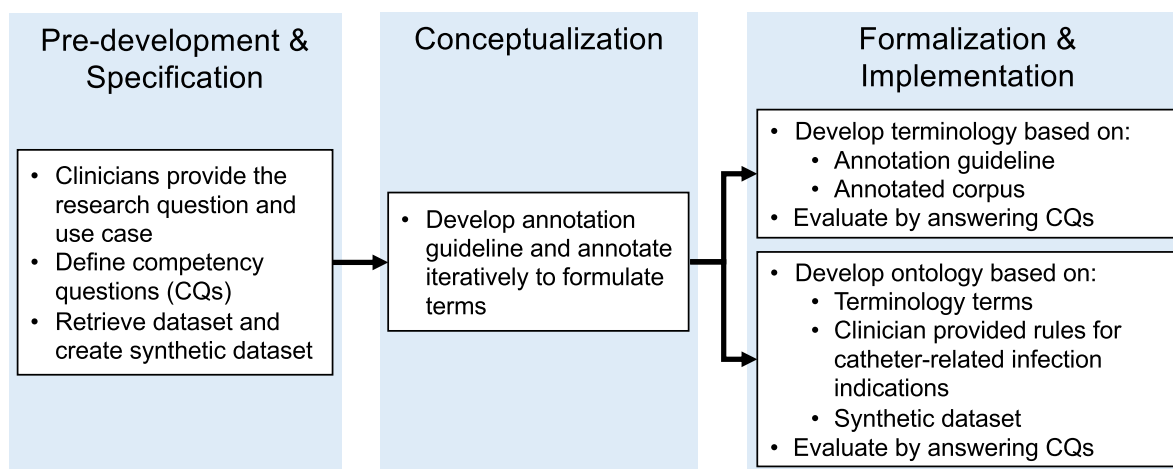 Pre-development &
Specification
• Clinicians provide the
research question and
use case
• Define competency
questions (CQs)
• Retrieve dataset and
create synthetic dataset
Conceptualization
• Develop annotation
guideline and annotate
iteratively to formulate
terms
Formalization &
Implementation
• Develop terminology based on:
• Annotation guideline
• Annotated corpus
• Evaluate by answering CQs
• Develop ontology based on:
• Terminology terms
• Clinician provided rules for
catheter-related infection
indications
• Synthetic dataset
• Evaluate by answering CQs